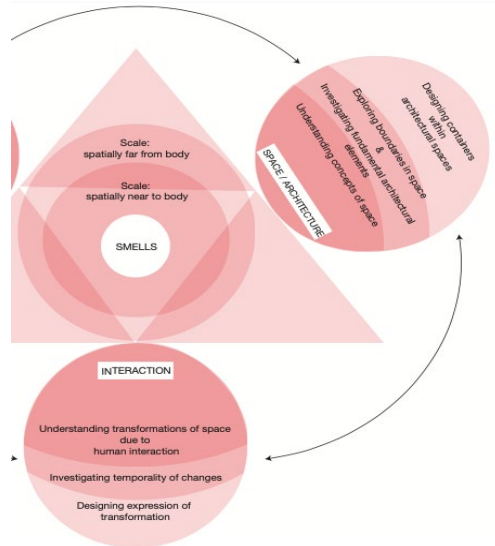 Scale:
spatially far from body
Scale:
spatially near to body
SMELLS
SPACE / ARCHITECTURE
Understanding concepts of space
Investigating fundamental architectural
elements
&
Exploring boundaries in space
Designing containers
within
architectural spaces
INTERACTION
Understanding transformations of space
due to
human interaction
Investigating temporality of changes
Designing expression of
transformation